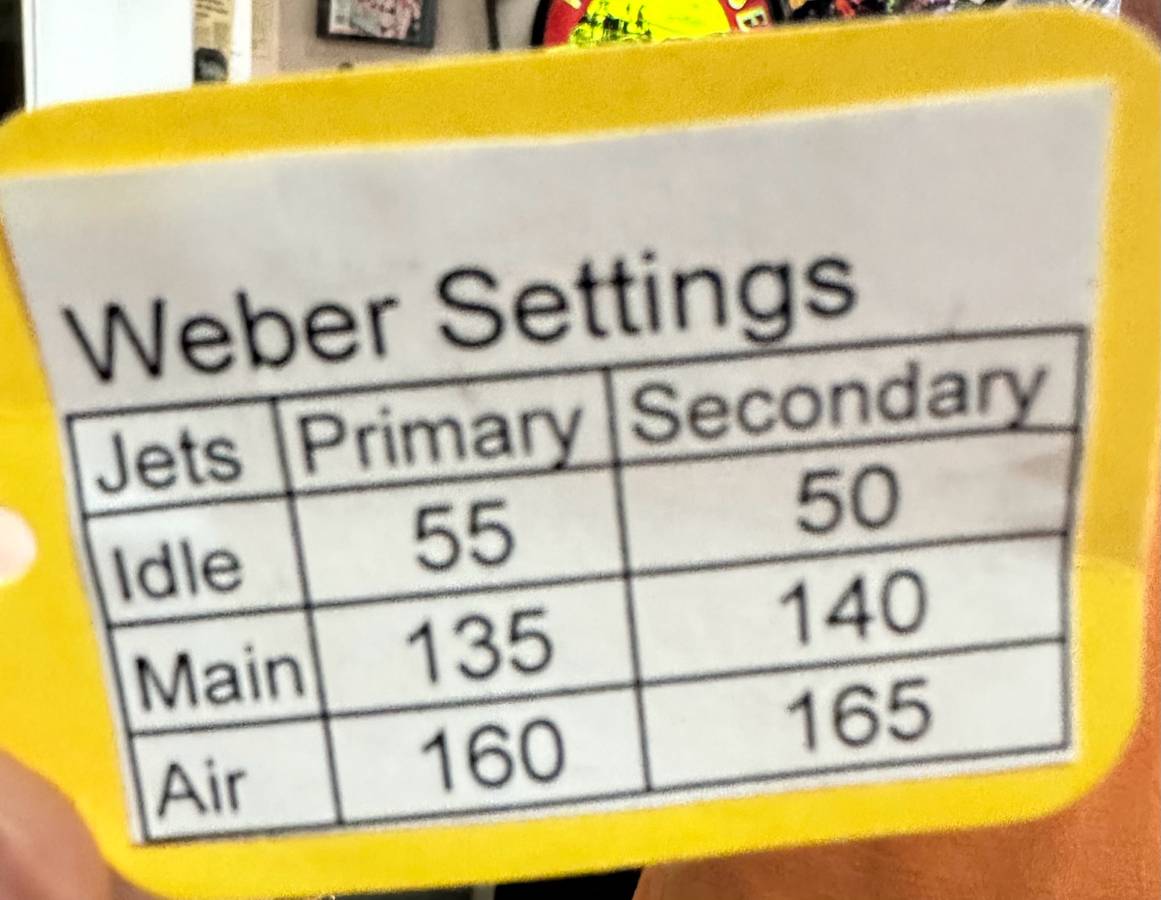 Weber Settings
Jets Primary Secondary
Idle 55 50
Main 135 140
Air 160 165